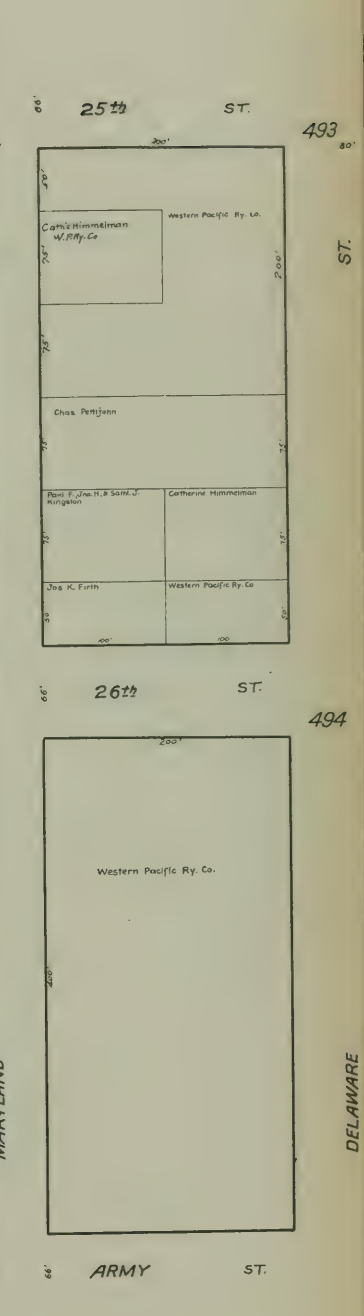 66' 25th ST.
493
200' 80'
50'
Western Pacific Ry. Co.
Cath'e Himmelman
W.P.Ry.Co
ST.
75'
200'
75'
Chas Pettijohn
75' 75'
Paul F., Jno. H. & Saml. J. Catherine Himmelman
Kingston
75' 75'
Jos K. Firth Western Pacific Ry. Co
50' 50'
100' 100
66' 26th ST.
494
200'
Western Pacific Ry. Co.
400'
MARYLAND
DELAWARE
66' ARMY ST.